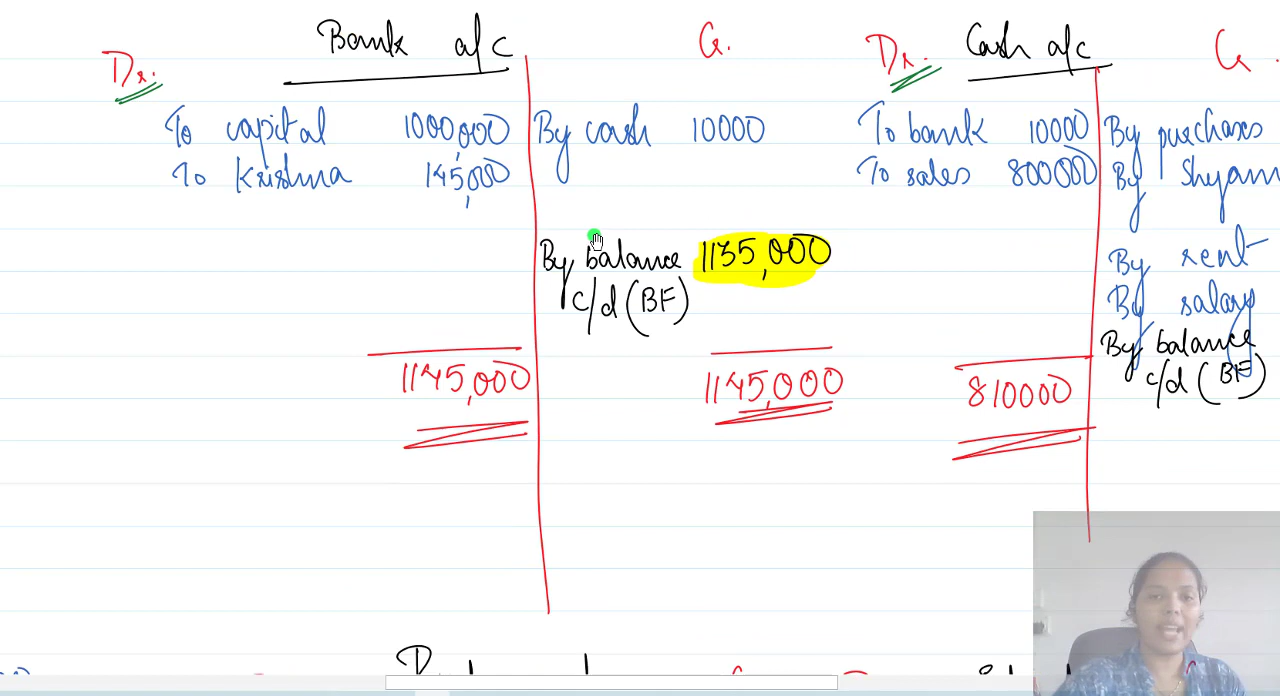 Bank a/c
Dr.
Cr.
To capital 1000,000
To Krishna 145,000
By cash 10000
By balance 1135,000
c/d (BF)
1145,000
1145,000
Cash a/c
Dr.
Cr.
To bank 10000
To sales 800000
By purchases
By Shyam
By rent
By salary
By balance
c/d (BF)
810000